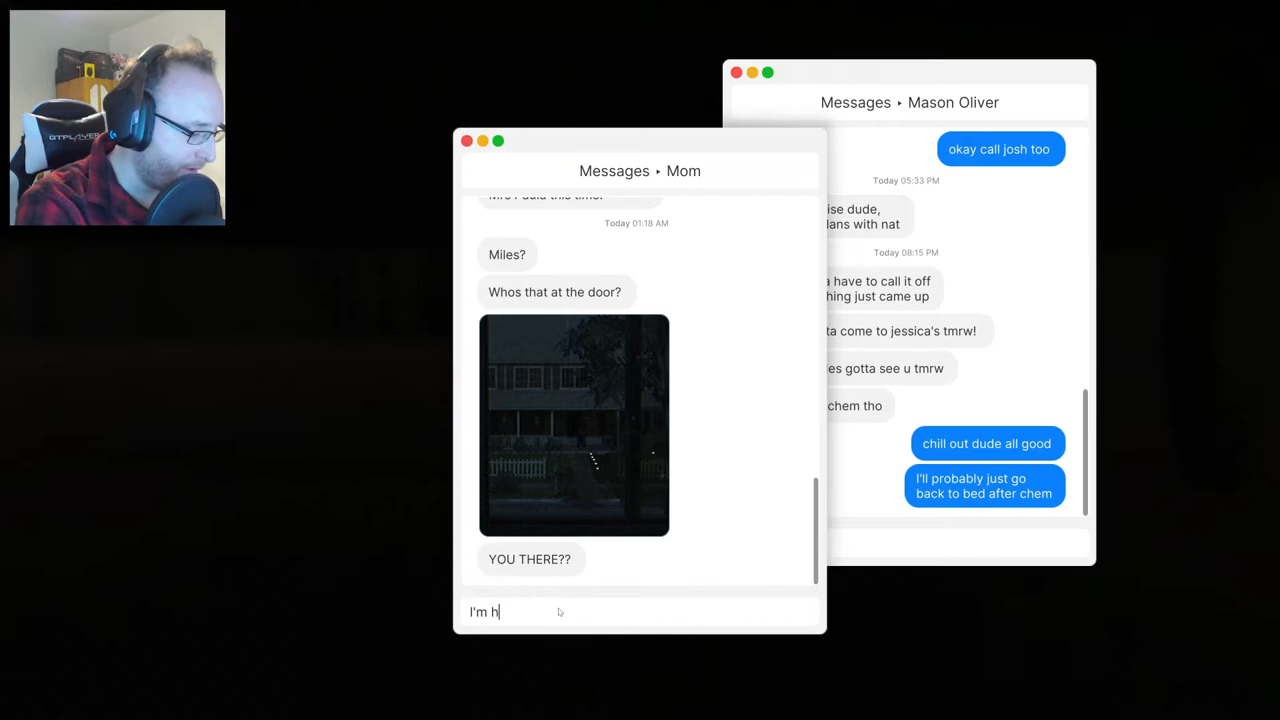 GTPLAYER
Messages ▸ Mason Oliver
okay call josh too
Today 05:33 PM
ise dude,
lans with nat
Today 08:15 PM
a have to call it off
hing just came up
ta come to jessica's tmrw!
es gotta see u tmrw
chem tho
chill out dude all good
I'll probably just go
back to bed after chem
Messages ▸ Mom
Today 01:18 AM
Miles?
Whos that at the door?
YOU THERE??
I'm h